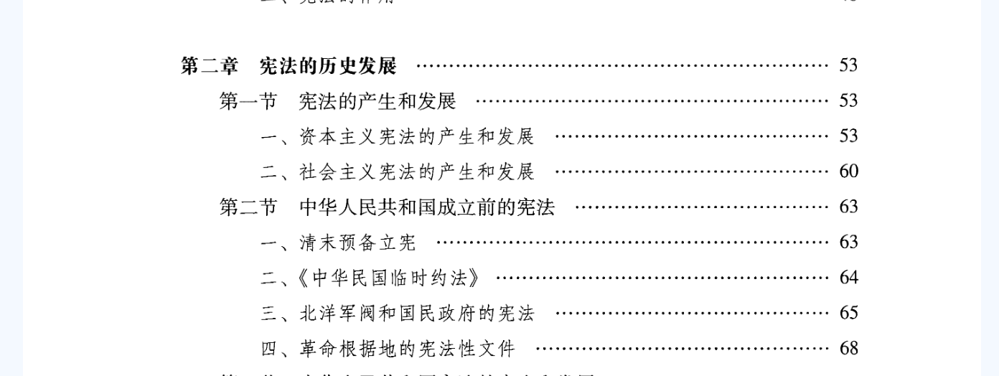 第二章 宪法的历史发展 …… 53
第一节 宪法的产生和发展 …… 53
一、资本主义宪法的产生和发展 …… 53
二、社会主义宪法的产生和发展 …… 60
第二节 中华人民共和国成立前的宪法 …… 63
一、清末预备立宪 …… 63
二、《中华民国临时约法》 …… 64
三、北洋军阀和国民政府的宪法 …… 65
四、革命根据地的宪法性文件 …… 68